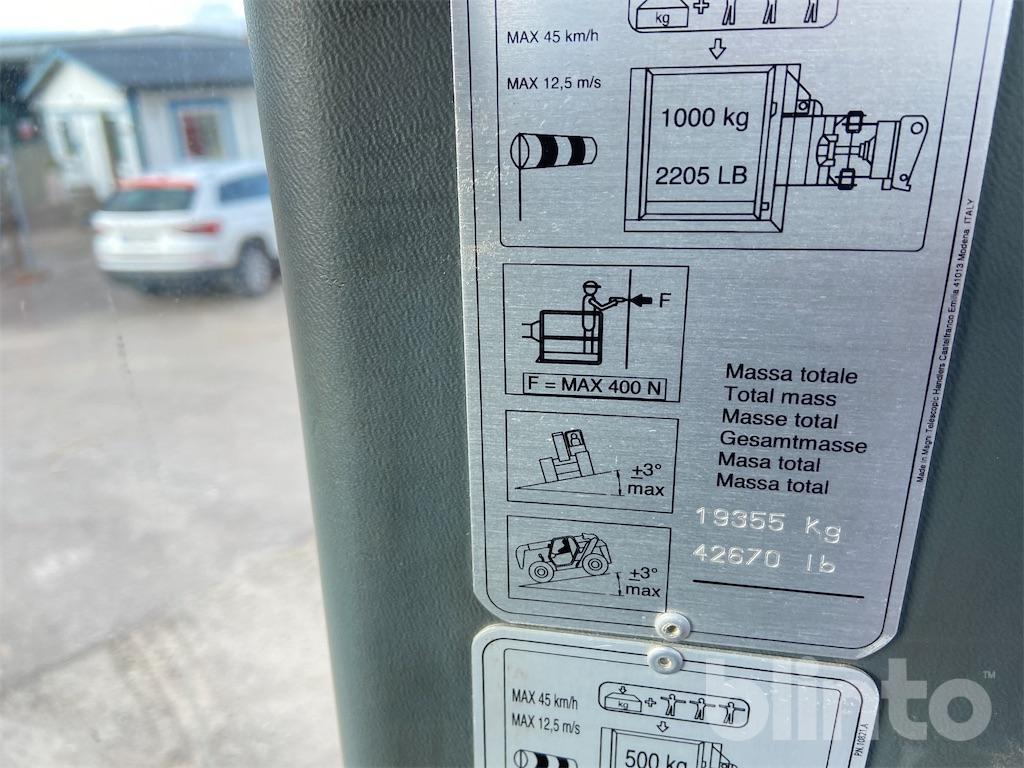 kg +
MAX 45 km/h
MAX 12,5 m/s
1000 kg
2205 LB
F
F = MAX 400 N
Massa totale
Total mass
Masse total
Gesamtmasse
Masa total
Massa total
±3°
max
19355 Kg
42670 lb
±3°
max
Made in Magni Telescopic Handlers Castelfranco Emilia 41013 Modena ITALY
MAX 45 km/h
kg +
MAX 12,5 m/s
500 kg
P.N. 10821.A
blinto™